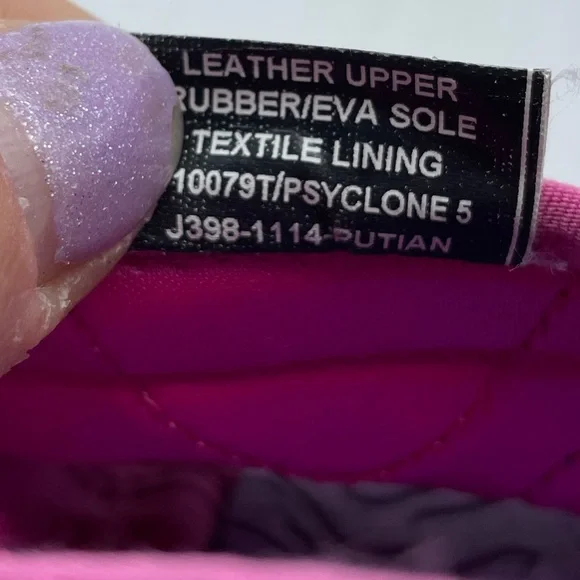 LEATHER UPPER
RUBBER/EVA SOLE
TEXTILE LINING
10079T/PSYCLONE 5
J398-1114-PUTIAN